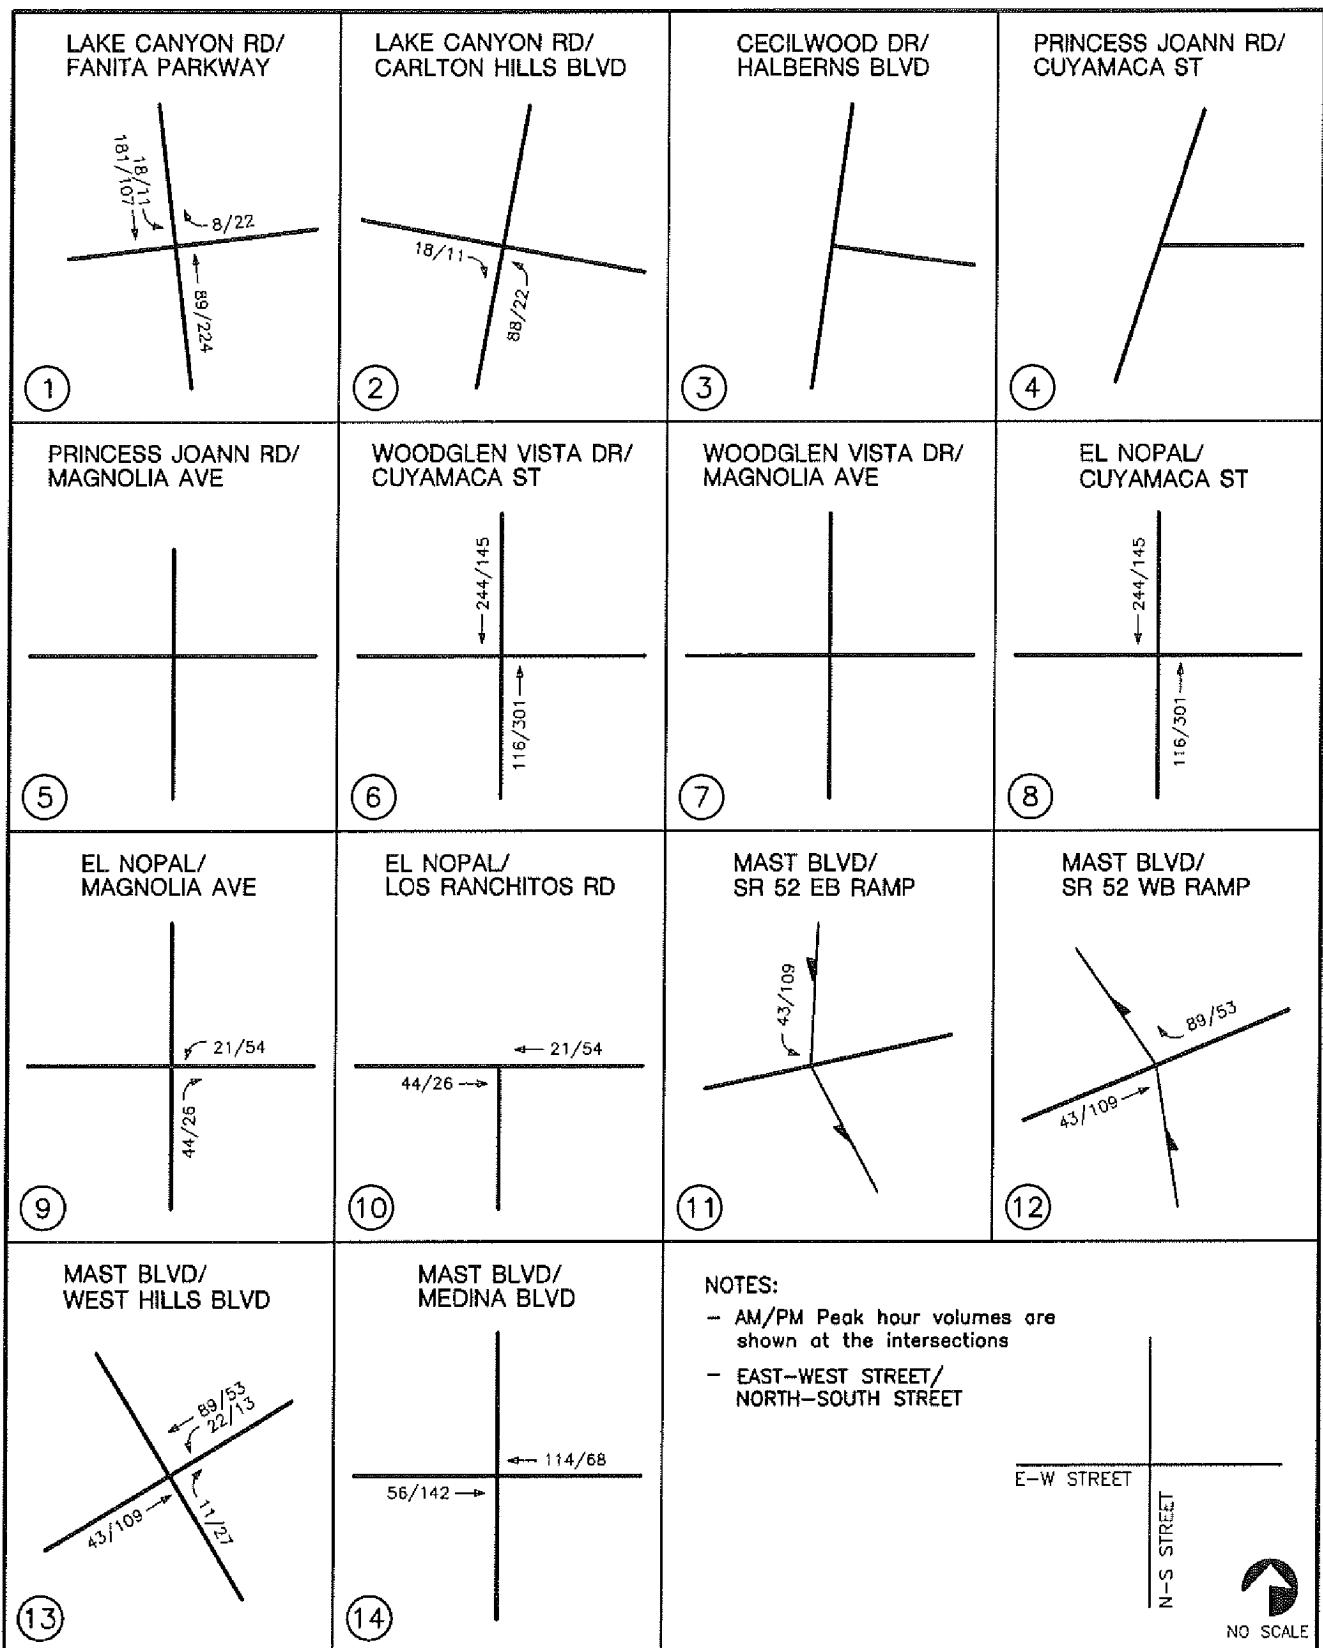 LAKE CANYON RD/
FANITA PARKWAY
18/11
181/107
8/22
89/224
1
LAKE CANYON RD/
CARLTON HILLS BLVD
18/11
88/22
2
CECILWOOD DR/
HALBERNS BLVD
3
PRINCESS JOANN RD/
CUYAMACA ST
4
PRINCESS JOANN RD/
MAGNOLIA AVE
5
WOODGLEN VISTA DR/
CUYAMACA ST
244/145
116/301
6
WOODGLEN VISTA DR/
MAGNOLIA AVE
7
EL NOPAL/
CUYAMACA ST
244/145
116/301
8
EL NOPAL/
MAGNOLIA AVE
21/54
44/26
9
EL NOPAL/
LOS RANCHITOS RD
21/54
44/26
10
MAST BLVD/
SR 52 EB RAMP
43/109
11
MAST BLVD/
SR 52 WB RAMP
89/53
43/109
12
MAST BLVD/
WEST HILLS BLVD
89/53
22/13
43/109
11/27
13
MAST BLVD/
MEDINA BLVD
114/68
56/142
14
NOTES:
- AM/PM Peak hour volumes are
shown at the intersections
- EAST-WEST STREET/
NORTH-SOUTH STREET
E-W STREET
N-S STREET
NO SCALE